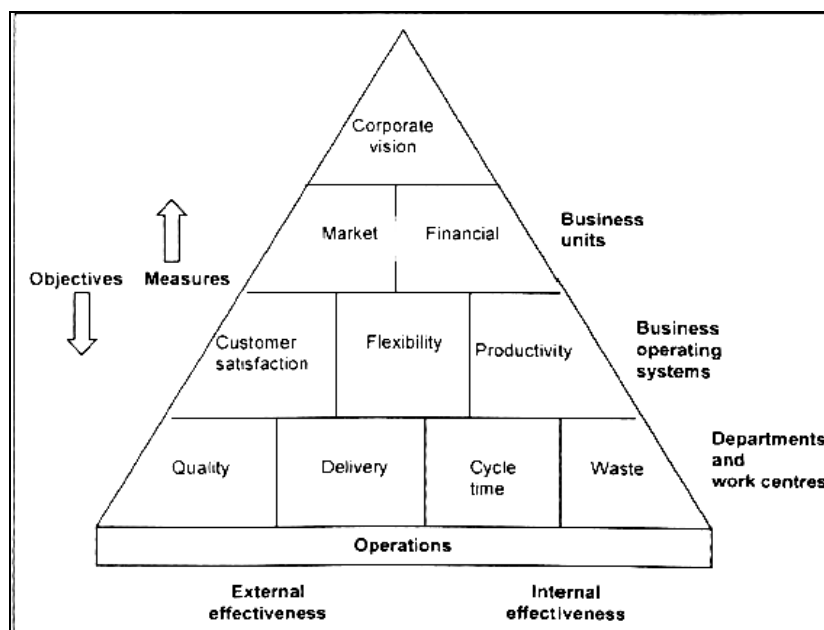 Corporate
vision
Market
Financial
Business
units
Objectives
Measures
Customer
satisfaction
Flexibility
Productivity
Business
operating
systems
Quality
Delivery
Cycle
time
Waste
Departments
and
work centres
Operations
External
effectiveness
Internal
effectiveness